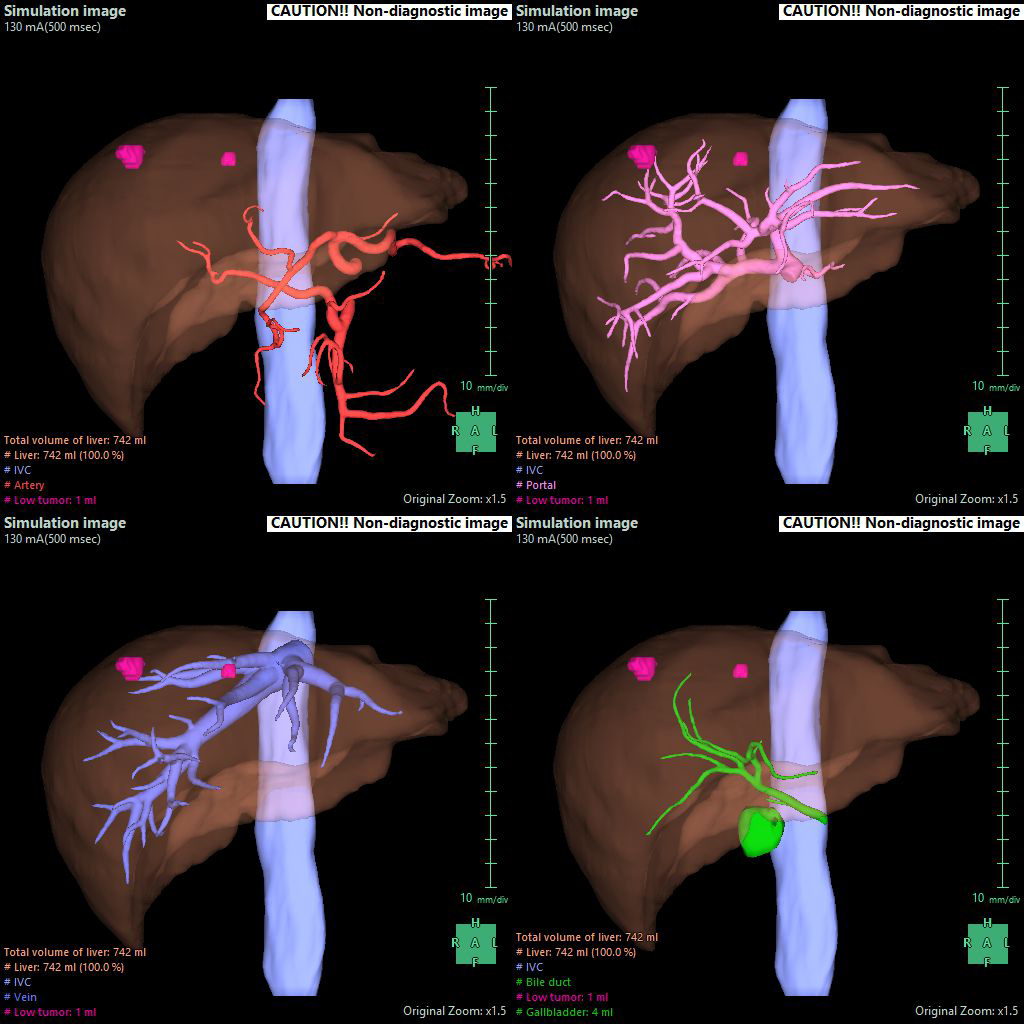 Simulation image
CAUTION!! Non-diagnostic image
130 mA(500 msec)
10 mm/div
H
R A L
F
Total volume of liver: 742 ml
# Liver: 742 ml (100.0 %)
# IVC
# Artery
# Low tumor: 1 ml
Original Zoom: x1.5
Simulation image
CAUTION!! Non-diagnostic image
130 mA(500 msec)
10 mm/div
H
R A L
F
Total volume of liver: 742 ml
# Liver: 742 ml (100.0 %)
# IVC
# Portal
# Low tumor: 1 ml
Original Zoom: x1.5
Simulation image
CAUTION!! Non-diagnostic image
130 mA(500 msec)
10 mm/div
H
R A L
F
Total volume of liver: 742 ml
# Liver: 742 ml (100.0 %)
# IVC
# Vein
# Low tumor: 1 ml
Original Zoom: x1.5
Simulation image
CAUTION!! Non-diagnostic image
130 mA(500 msec)
10 mm/div
H
R A L
F
Total volume of liver: 742 ml
# Liver: 742 ml (100.0 %)
# IVC
# Bile duct
# Low tumor: 1 ml
# Gallbladder: 4 ml
Original Zoom: x1.5